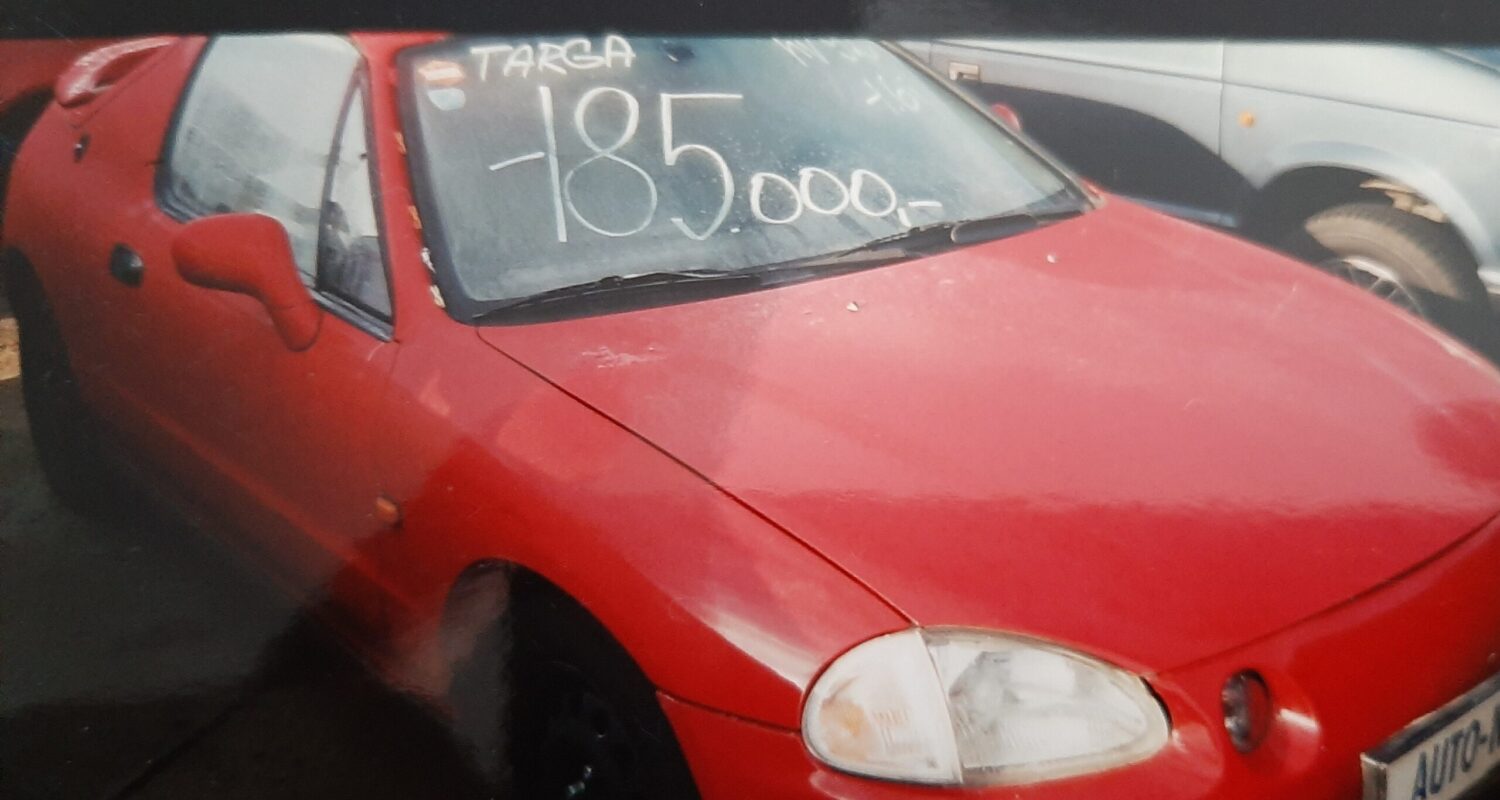 TARGA
-185.000,-
AUTO-